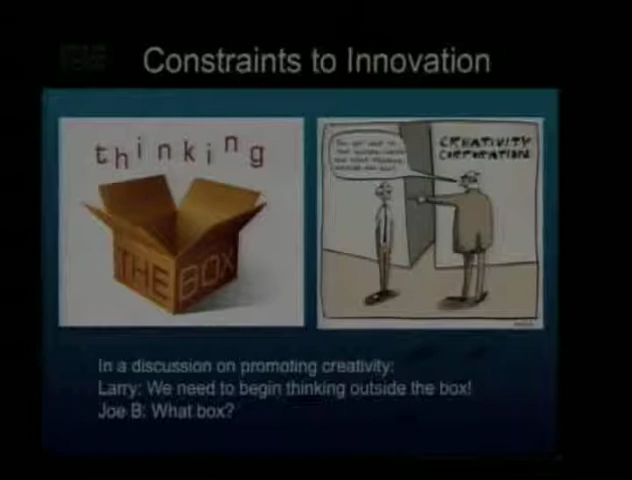 Constraints to Innovation
thinking
THE BOX
CREATIVITY
CORPORATION
In a discussion on promoting creativity:
Larry: We need to begin thinking outside the box!
Joe B: What box?